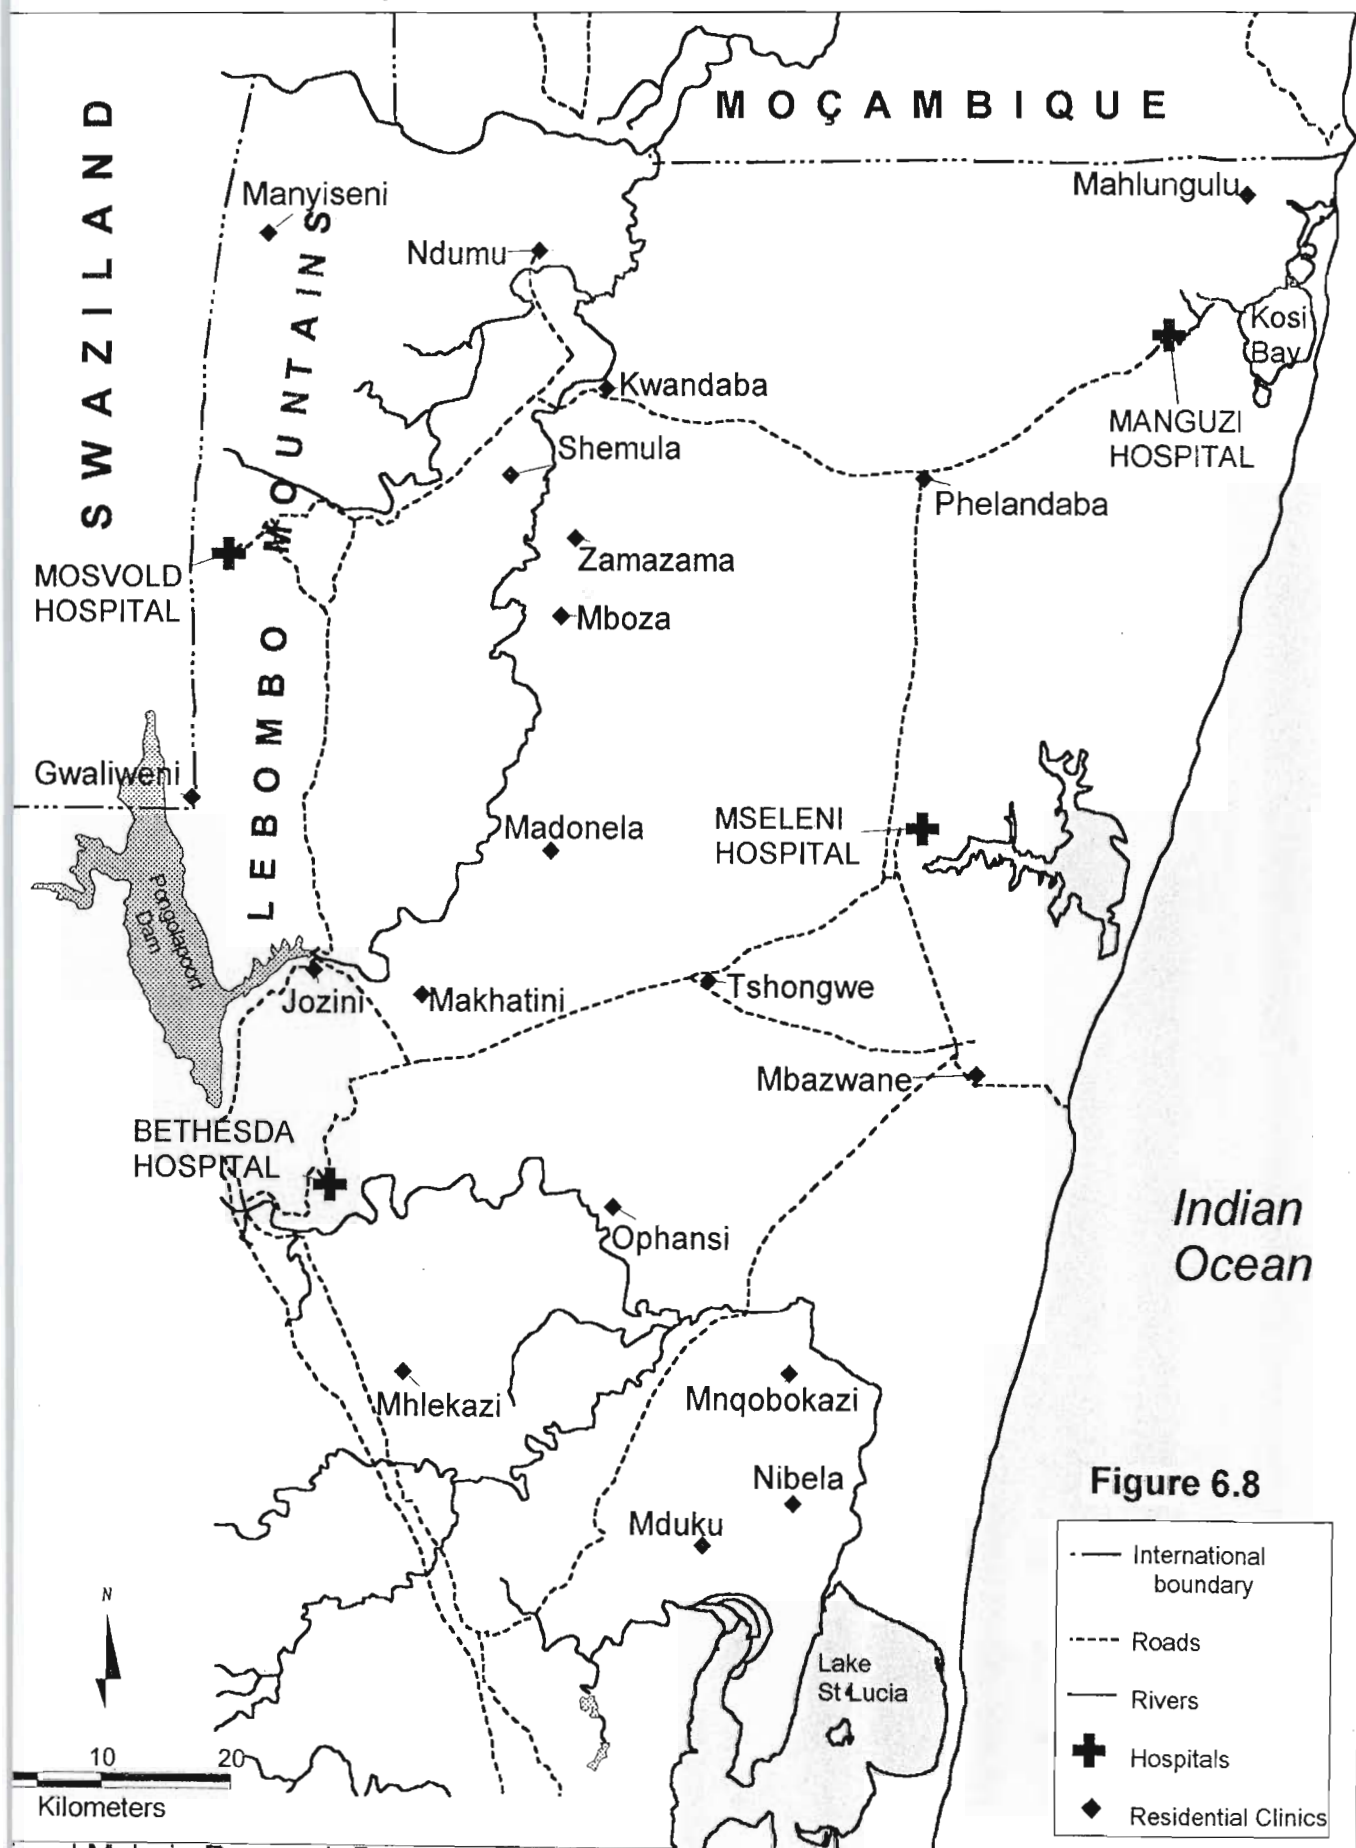 MOÇAMBIQUE
SWAZILAND
Manyiseni
Mahlungulu
Ndumu
LEBOMBO MOUNTAINS
Kosi
Bay
Kwandaba
MANGUZI
HOSPITAL
Shemula
Phelandaba
Zamazama
MOSVOLD
HOSPITAL
Mboza
Gwaliweni
Madonela
MSELENI
HOSPITAL
Pongolapoort
Dam
Jozini
Makhatini
Tshongwe
Mbazwane
BETHESDA
HOSPITAL
Ophansi
Indian
Ocean
Mhlekazi
Mnqobokazi
Nibela
Mduku
Figure 6.8
International
boundary
Roads
Rivers
Hospitals
Residential Clinics
N
Lake
St Lucia
10 20
Kilometers